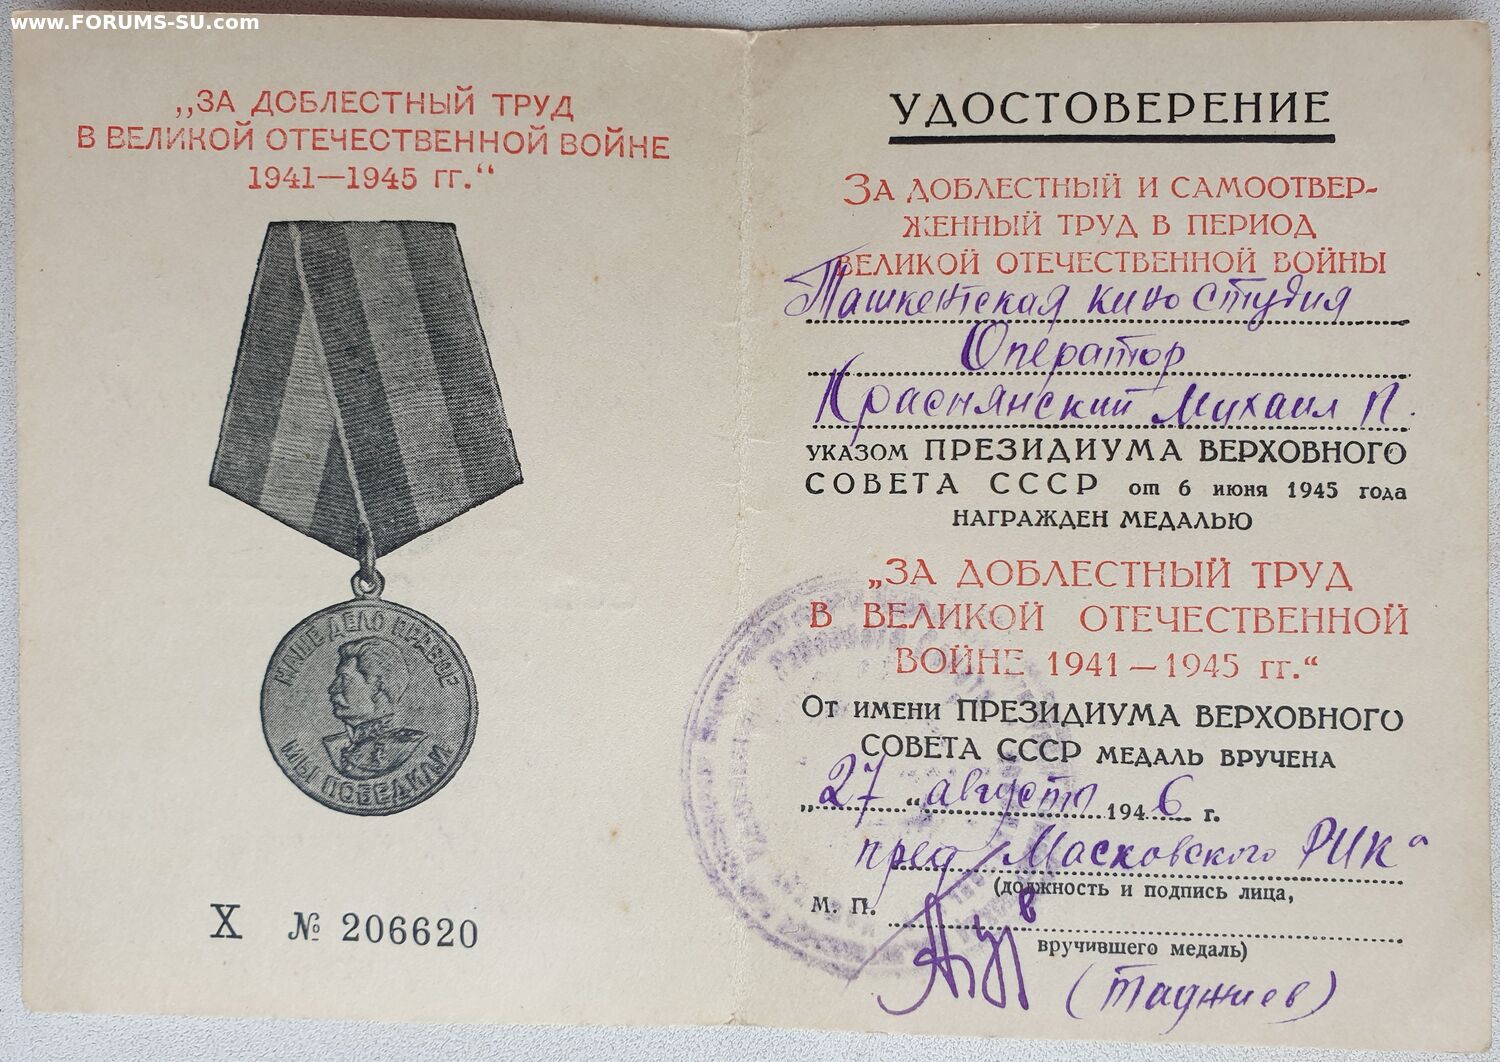 www.FORUMS-SU.com
„ЗА ДОБЛЕСТНЫЙ ТРУД
В ВЕЛИКОЙ ОТЕЧЕСТВЕННОЙ ВОЙНЕ
1941—1945 гг.“
НАШЕ ДЕЛО ПРАВОЕ
МЫ ПОБЕДИЛИ
X № 206620
УДОСТОВЕРЕНИЕ
ЗА ДОБЛЕСТНЫЙ И САМООТВЕР-
ЖЕННЫЙ ТРУД В ПЕРИОД
ВЕЛИКОЙ ОТЕЧЕСТВЕННОЙ ВОЙНЫ
Ташкентская киностудия
Оператор
Краснянский Михаил П.
УКАЗОМ ПРЕЗИДИУМА ВЕРХОВНОГО
СОВЕТА СССР от 6 июня 1945 года
НАГРАЖДЕН МЕДАЛЬЮ
„ЗА ДОБЛЕСТНЫЙ ТРУД
В ВЕЛИКОЙ ОТЕЧЕСТВЕННОЙ
ВОЙНЕ 1941—1945 гг.“
От имени ПРЕЗИДИУМА ВЕРХОВНОГО
СОВЕТА СССР МЕДАЛЬ ВРУЧЕНА
„27“ августа 1946 г.
пред Масковского РИКа
(должность и подпись лица,
М. П.
вручившего медаль)
(Таджиев)